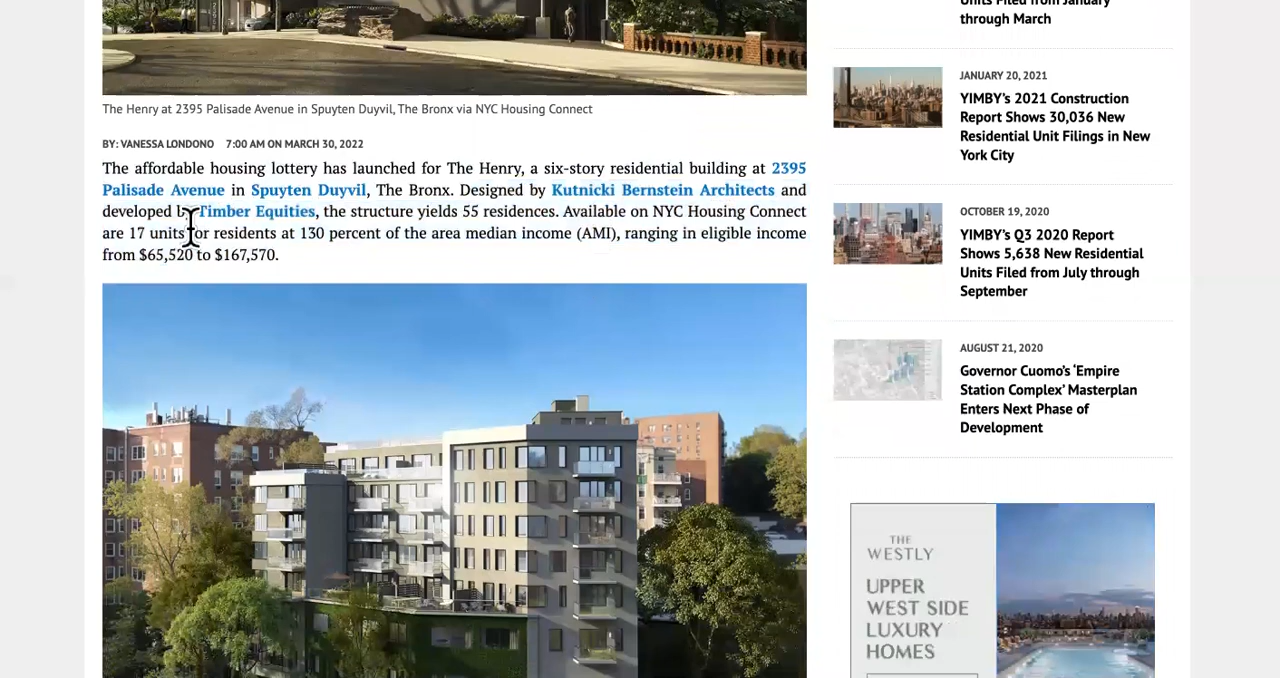 The Henry at 2395 Palisade Avenue in Spuyten Duyvil, The Bronx via NYC Housing Connect
BY: VANESSA LONDONO 7:00 AM ON MARCH 30, 2022
The affordable housing lottery has launched for The Henry, a six-story residential building at 2395
Palisade Avenue in Spuyten Duyvil, The Bronx. Designed by Kutnicki Bernstein Architects and
developed by Timber Equities, the structure yields 55 residences. Available on NYC Housing Connect
are 17 units for residents at 130 percent of the area median income (AMI), ranging in eligible income
from $65,520 to $167,570.
through March
JANUARY 20, 2021
YIMBY's 2021 Construction
Report Shows 30,036 New
Residential Unit Filings in New
York City
OCTOBER 19, 2020
YIMBY's Q3 2020 Report
Shows 5,638 New Residential
Units Filed from July through
September
AUGUST 21, 2020
Governor Cuomo's 'Empire
Station Complex' Masterplan
Enters Next Phase of
Development
THE
WESTLY
UPPER
WEST SIDE
LUXURY
HOMES